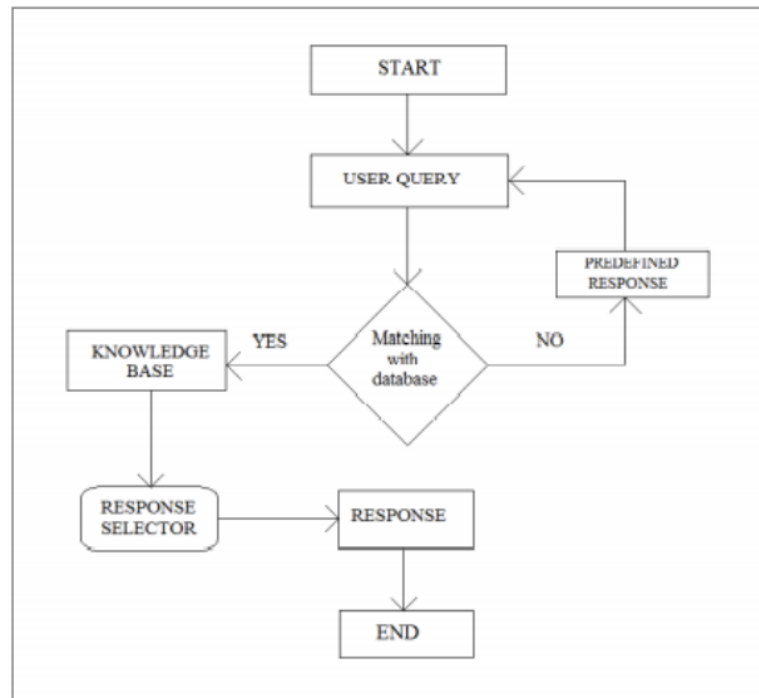 START
USER QUERY
PREDEFINED
RESPONSE
Matching
with
database
YES
NO
KNOWLEDGE
BASE
RESPONSE
SELECTOR
RESPONSE
END